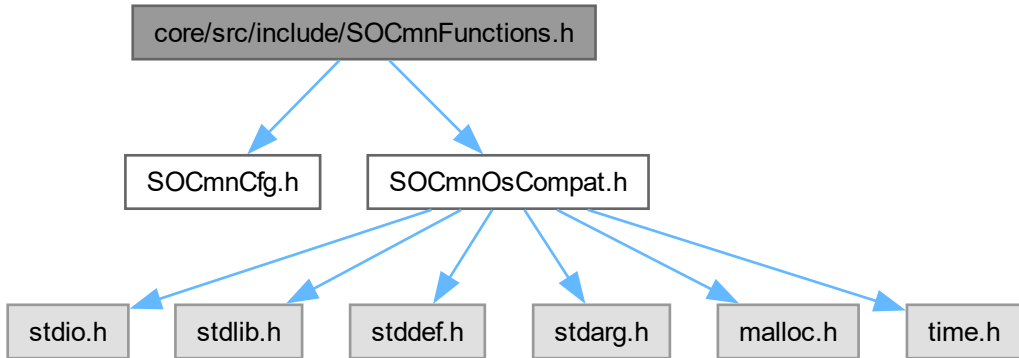 core/src/include/SOCmnFunctions.h
SOCmnCfg.h
SOCmnOsCompat.h
stdio.h
stdlib.h
stddef.h
stdarg.h
malloc.h
time.h